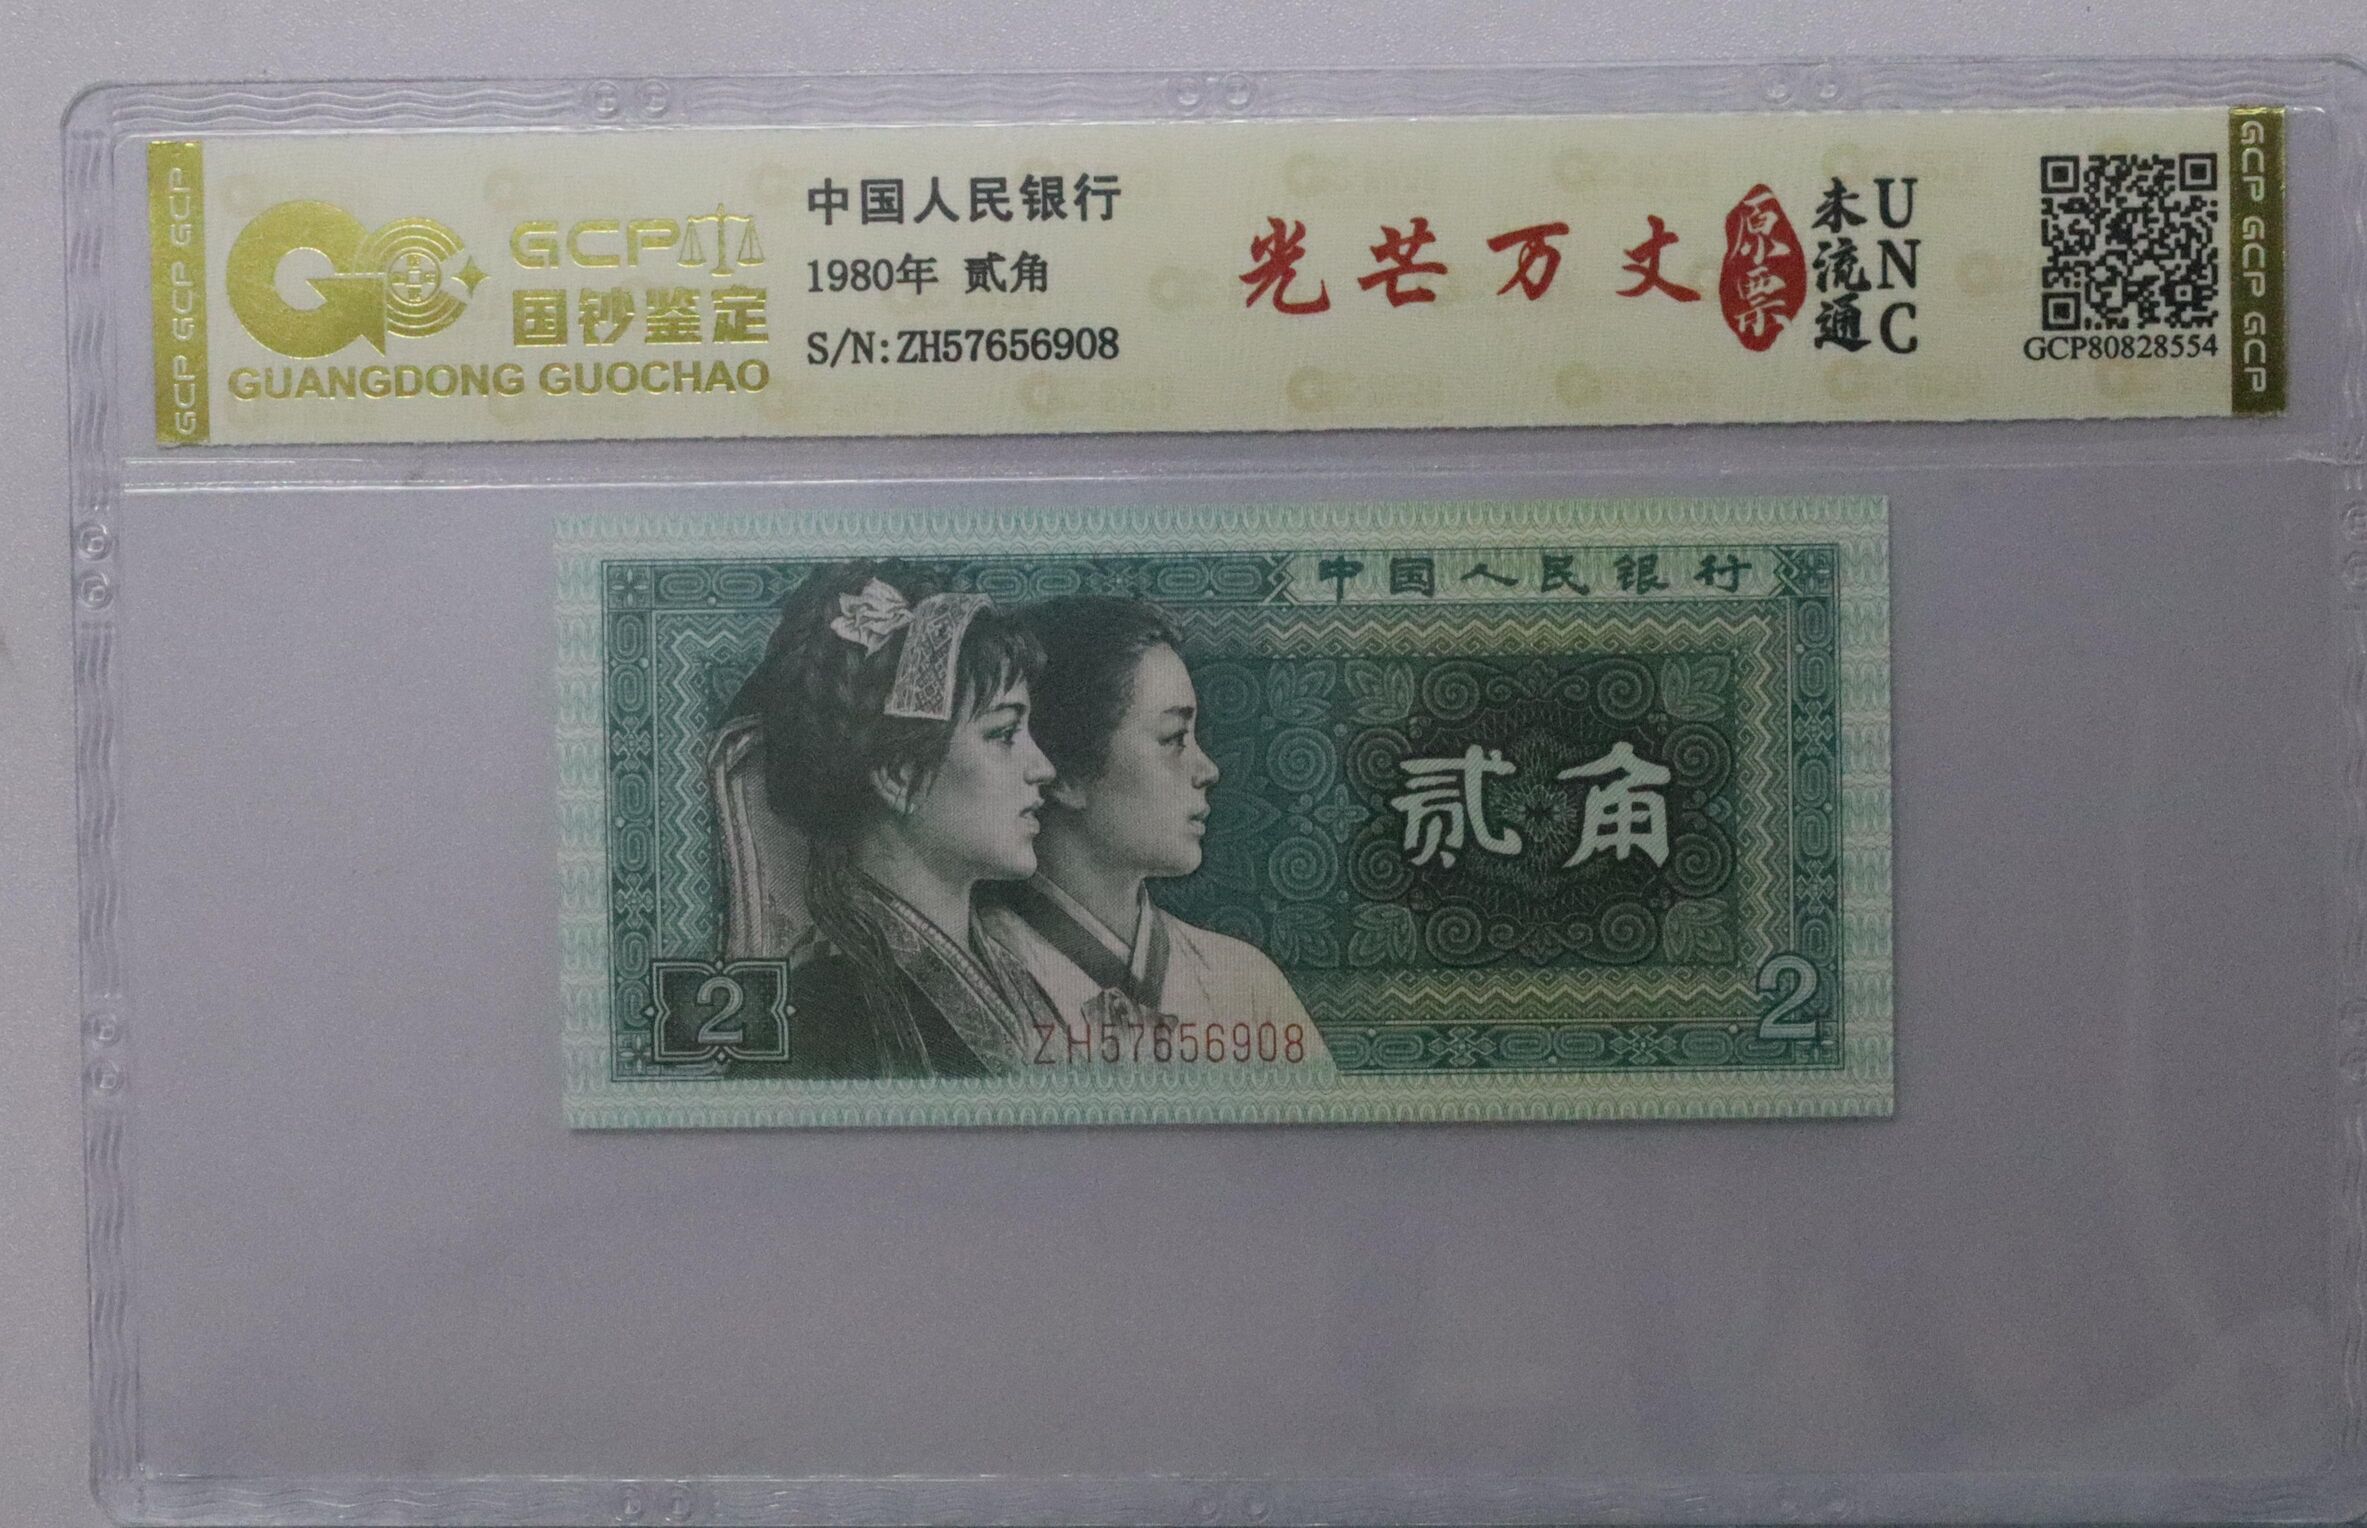 GCP GCP GCP
GCP
国钞鉴定
GUANGDONG GUOCHAO
中国人民银行
1980年 贰角
S/N:ZH57656908
光芒万丈
原票
未流通
UNC
GCP80828554
GCP GCP GCP
中国人民银行
贰角
2
2
ZH57656908